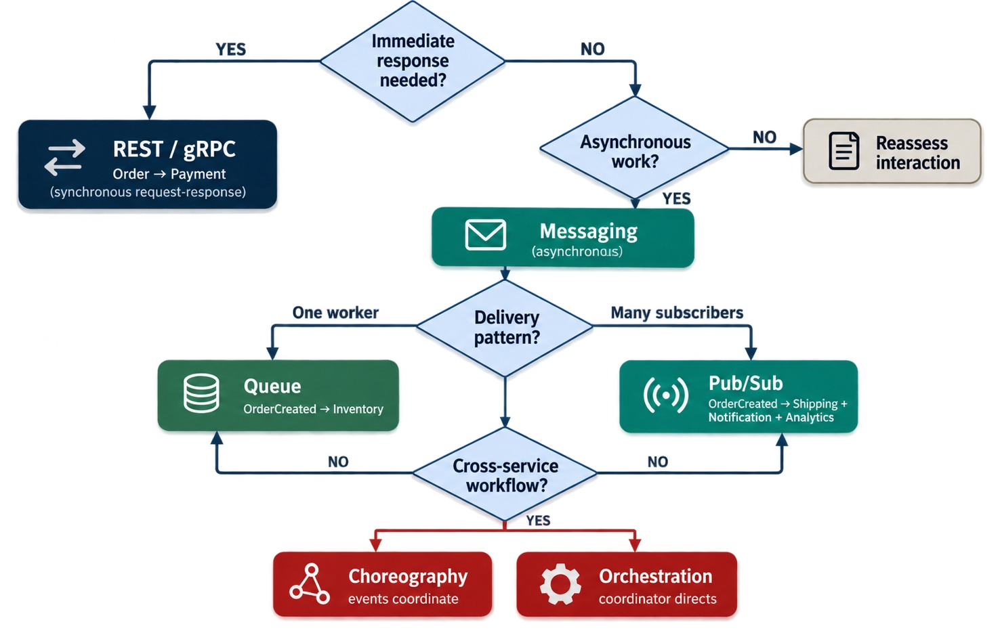 Immediate
response
needed?
YES
NO
REST / gRPC
Order → Payment
(synchronous request-response)
Asynchronous
work?
NO
Reassess
interaction
YES
Messaging
(asynchronous)
One worker
Delivery
pattern?
Many subscribers
Queue
OrderCreated → Inventory
Pub/Sub
OrderCreated → Shipping +
Notification + Analytics
NO
Cross-service
workflow?
NO
YES
Choreography
events coordinate
Orchestration
coordinator directs